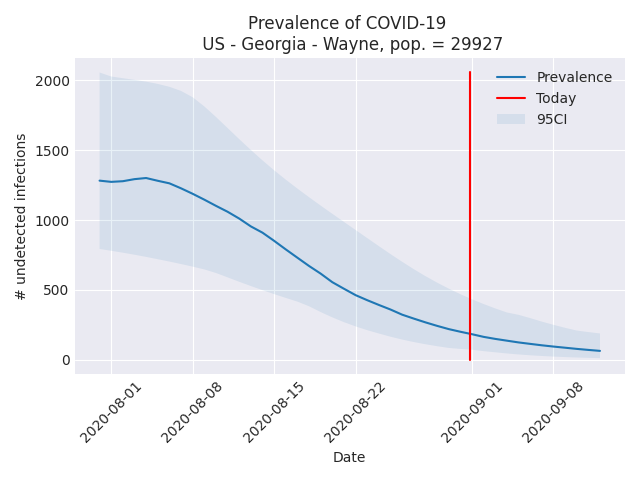 Prevalence of COVID-19
US - Georgia - Wayne, pop. = 29927
Prevalence
Today
95CI
# undetected infections
2000
1500
1000
500
0
2020-08-01
2020-08-08
2020-08-15
2020-08-22
2020-09-01
2020-09-08
Date